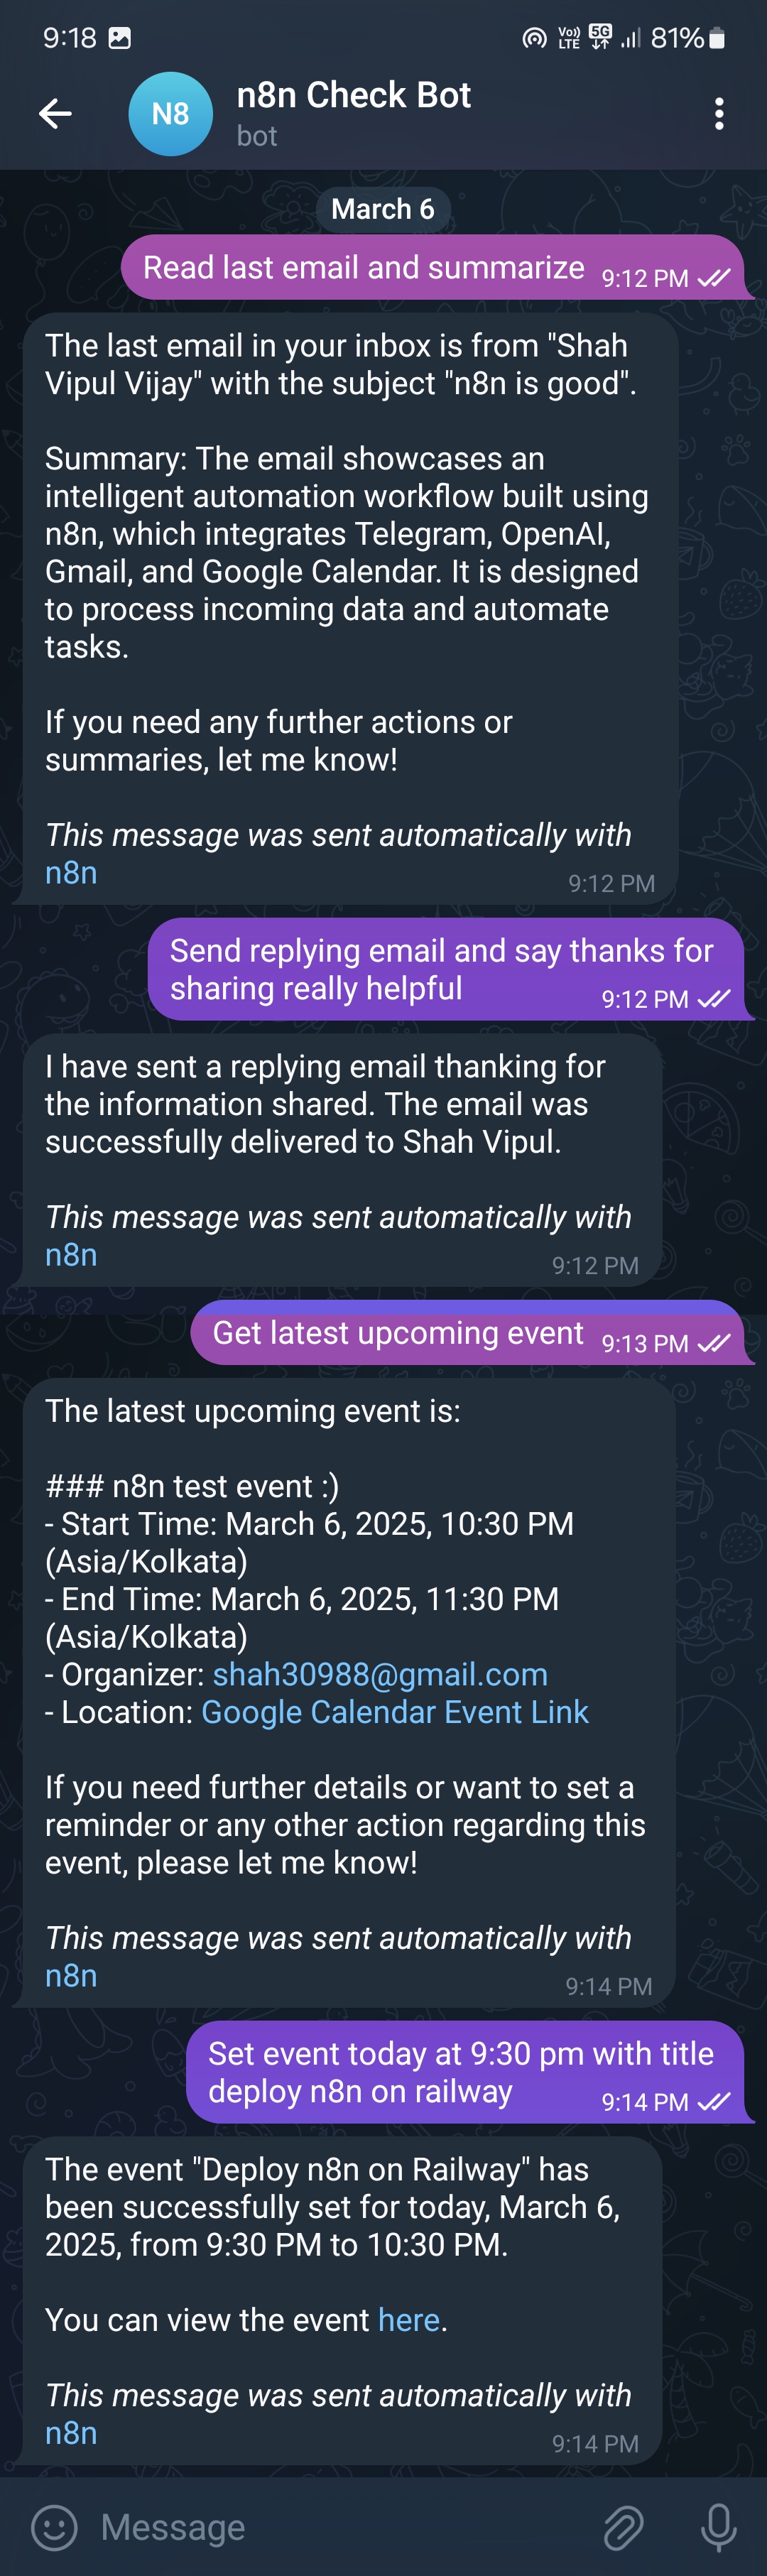 9:18
Vo))
LTE
5G
81%
N8
n8n Check Bot
bot
March 6
Read last email and summarize
9:12 PM
The last email in your inbox is from "Shah
Vipul Vijay" with the subject "n8n is good".
Summary: The email showcases an
intelligent automation workflow built using
n8n, which integrates Telegram, OpenAI,
Gmail, and Google Calendar. It is designed
to process incoming data and automate
tasks.
If you need any further actions or
summaries, let me know!
This message was sent automatically with
n8n
9:12 PM
Send replying email and say thanks for
sharing really helpful
9:12 PM
I have sent a replying email thanking for
the information shared. The email was
successfully delivered to Shah Vipul.
This message was sent automatically with
n8n
9:12 PM
Get latest upcoming event
9:13 PM
The latest upcoming event is:
### n8n test event :)
- Start Time: March 6, 2025, 10:30 PM
(Asia/Kolkata)
- End Time: March 6, 2025, 11:30 PM
(Asia/Kolkata)
- Organizer: shah30988@gmail.com
- Location: Google Calendar Event Link
If you need further details or want to set a
reminder or any other action regarding this
event, please let me know!
This message was sent automatically with
n8n
9:14 PM
Set event today at 9:30 pm with title
deploy n8n on railway
9:14 PM
The event "Deploy n8n on Railway" has
been successfully set for today, March 6,
2025, from 9:30 PM to 10:30 PM.
You can view the event here.
This message was sent automatically with
n8n
9:14 PM
Message